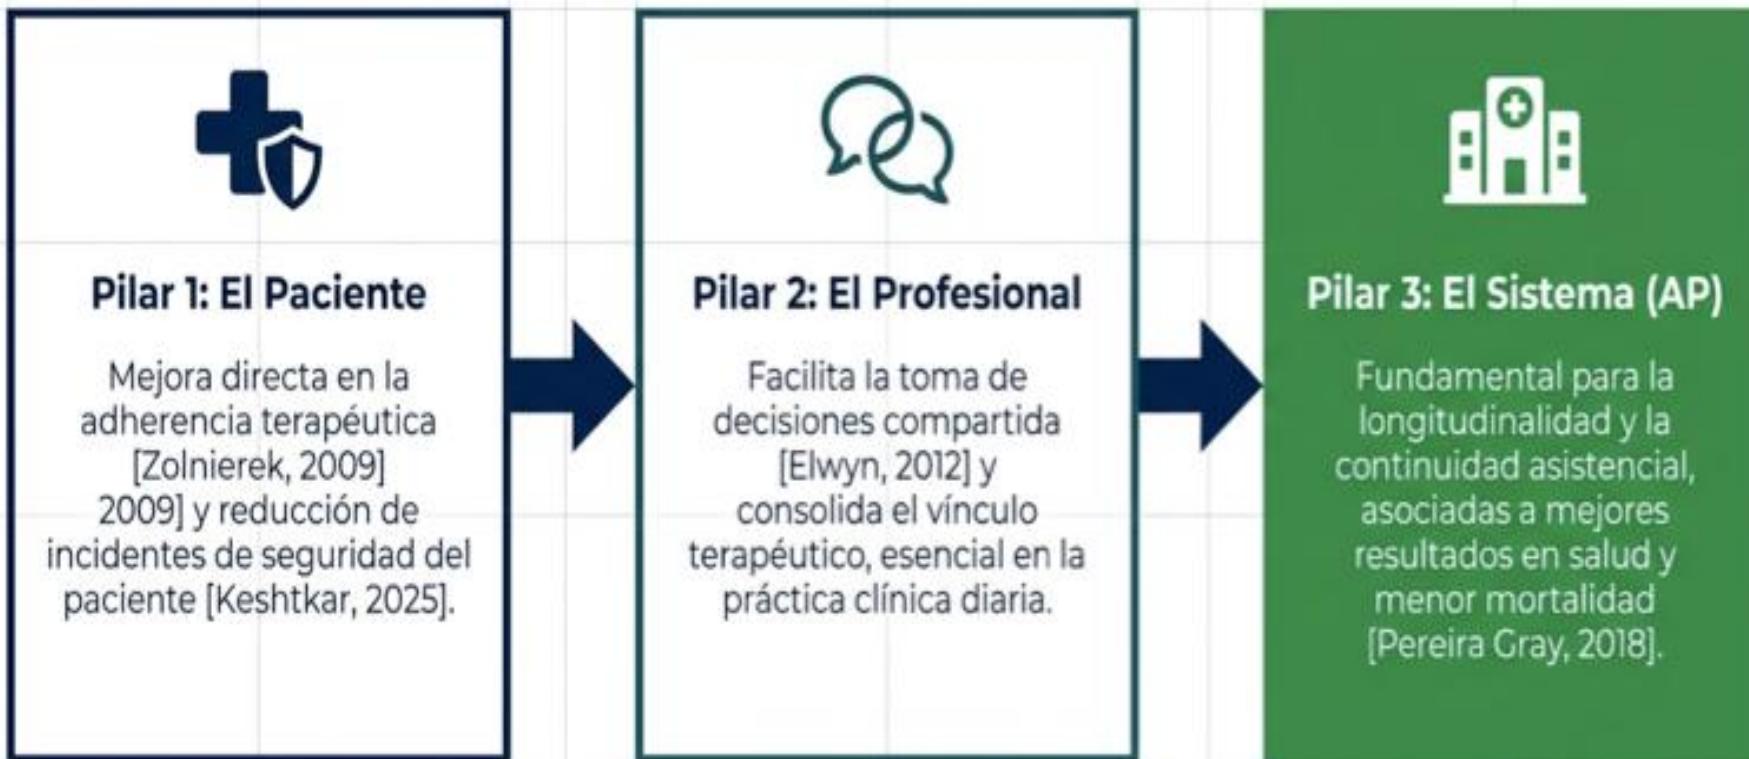 Pilar 1: El Paciente
Mejora directa en la
adherencia terapéutica
[Zolnierek, 2009]
2009] y reducción de
incidentes de seguridad del
paciente [Keshtkar, 2025].
Pilar 2: El Profesional
Facilita la toma de
decisiones compartida
[Elwyn, 2012] y
consolida el vínculo
terapéutico, esencial en la
práctica clínica diaria.
Pilar 3: El Sistema (AP)
Fundamental para la
longitudinalidad y la
continuidad asistencial,
asociadas a mejores
resultados en salud y
menor mortalidad
[Pereira Gray, 2018].